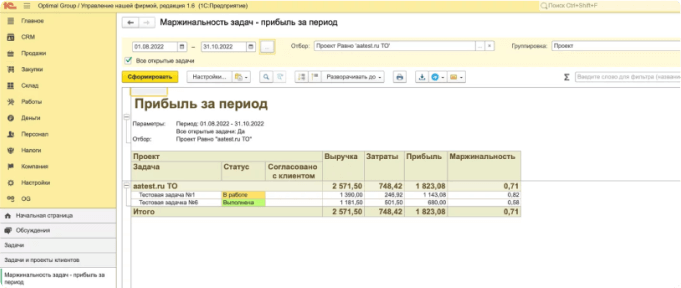 1С Optimal Group / Управление нашей фирмой, редакция 1.6 (1С:Предприятие)
Поиск Ctrl+Shift+F
Главное
CRM
Продажи
Закупки
Склад
Работы
Деньги
Персонал
Налоги
Компания
Настройки
OG
Начальная страница
Обсуждения
Задачи
Задачи и проекты клиентов
Маржинальность задач - прибыль за
период
Маржинальность задач - прибыль за период
01.08.2022 - 31.10.2022 ... Отбор: Проект Равно "aatest.ru ТО" ... × Группировка: Проект
Все открытые задачи
Сформировать Настройки... Разворачивать до Σ Введите слово для фильтра
Прибыль за период
Параметры: Период: 01.08.2022 - 31.10.2022
Все открытые задачи: Да
Отбор: Проект Равно "aatest.ru ТО"
Проект Выручка Затраты Прибыль Маржинальность
Задача Статус Согласовано
с клиентом
aatest.ru ТО 2 571,50 748,42 1 823,08 0,71
Тестовая задача №1 В работе 1 390,00 246,92 1 143,08 0,82
Тестовая задачка №6 Выполнена 1 181,50 501,50 680,00 0,58
Итого 2 571,50 748,42 1 823,08 0,71